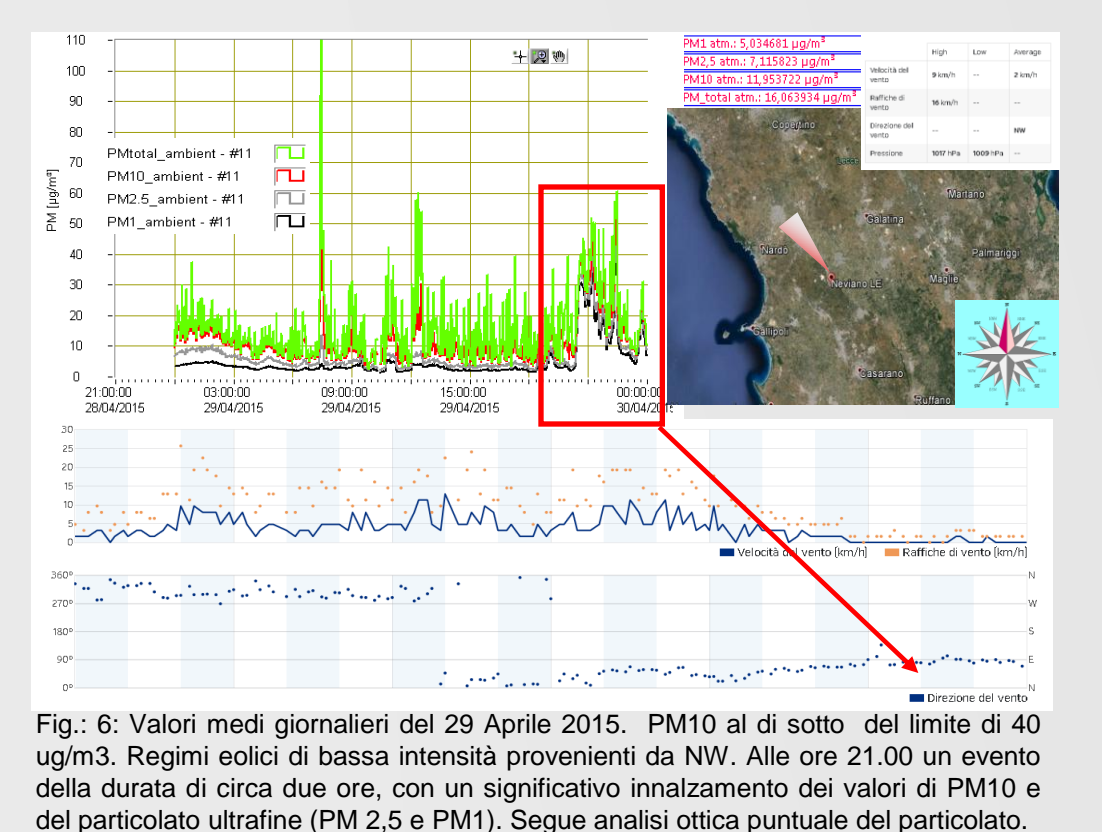 110
100
90
80
70
60
50
40
30
20
10
0
PM [µg/m³]
PMtotal_ambient - #11
PM10_ambient - #11
PM2.5_ambient - #11
PM1_ambient - #11
21:00:00 03:00:00 09:00:00 15:00:00 00:00:00
28/04/2015 29/04/2015 29/04/2015 29/04/2015 30/04/2015
PM1 atm.: 5,034681 µg/m³
PM2,5 atm.: 7,115823 µg/m³
PM10 atm.: 11,953722 µg/m³
PM_total atm.: 16,063934 µg/m³
High Low Average
Velocità del vento 9 km/h -- 2 km/h
Raffiche di vento 16 km/h -- --
Direzione del vento -- -- NW
Pressione 1017 hPa 1009 hPa --
Copertino
Lecce
Martano
Galatina
Nardò
Palmariggi
Neviano LE
Maglie
Gallipoli
Casarano
Ruffano
30
25
20
15
10
5
0
Velocità del vento [km/h] Raffiche di vento [km/h]
360° N
270° W
180° S
90° E
0° N
Direzione del vento
Fig.: 6: Valori medi giornalieri del 29 Aprile 2015. PM10 al di sotto del limite di 40
ug/m3. Regimi eolici di bassa intensità provenienti da NW. Alle ore 21.00 un evento
della durata di circa due ore, con un significativo innalzamento dei valori di PM10 e
del particolato ultrafine (PM 2,5 e PM1). Segue analisi ottica puntuale del particolato.